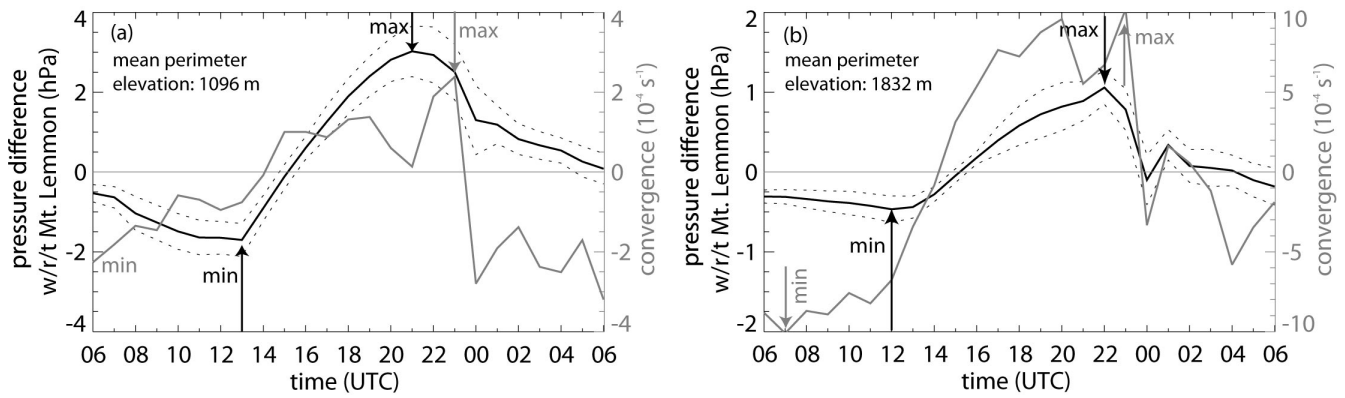 (a)
mean perimeter
elevation: 1096 m
max
max
min
min
4
2
0
-2
-4
pressure difference
w/r/t Mt. Lemmon (hPa)
4
2
0
-2
-4
convergence (10⁻⁴ s⁻¹)
06 08 10 12 14 16 18 20 22 00 02 04 06
time (UTC)
(b)
mean perimeter
elevation: 1832 m
max
max
min
min
2
1
0
-1
-2
pressure difference
w/r/t Mt. Lemmon (hPa)
10
5
0
-5
-10
convergence (10⁻⁴ s⁻¹)
06 08 10 12 14 16 18 20 22 00 02 04 06
time (UTC)